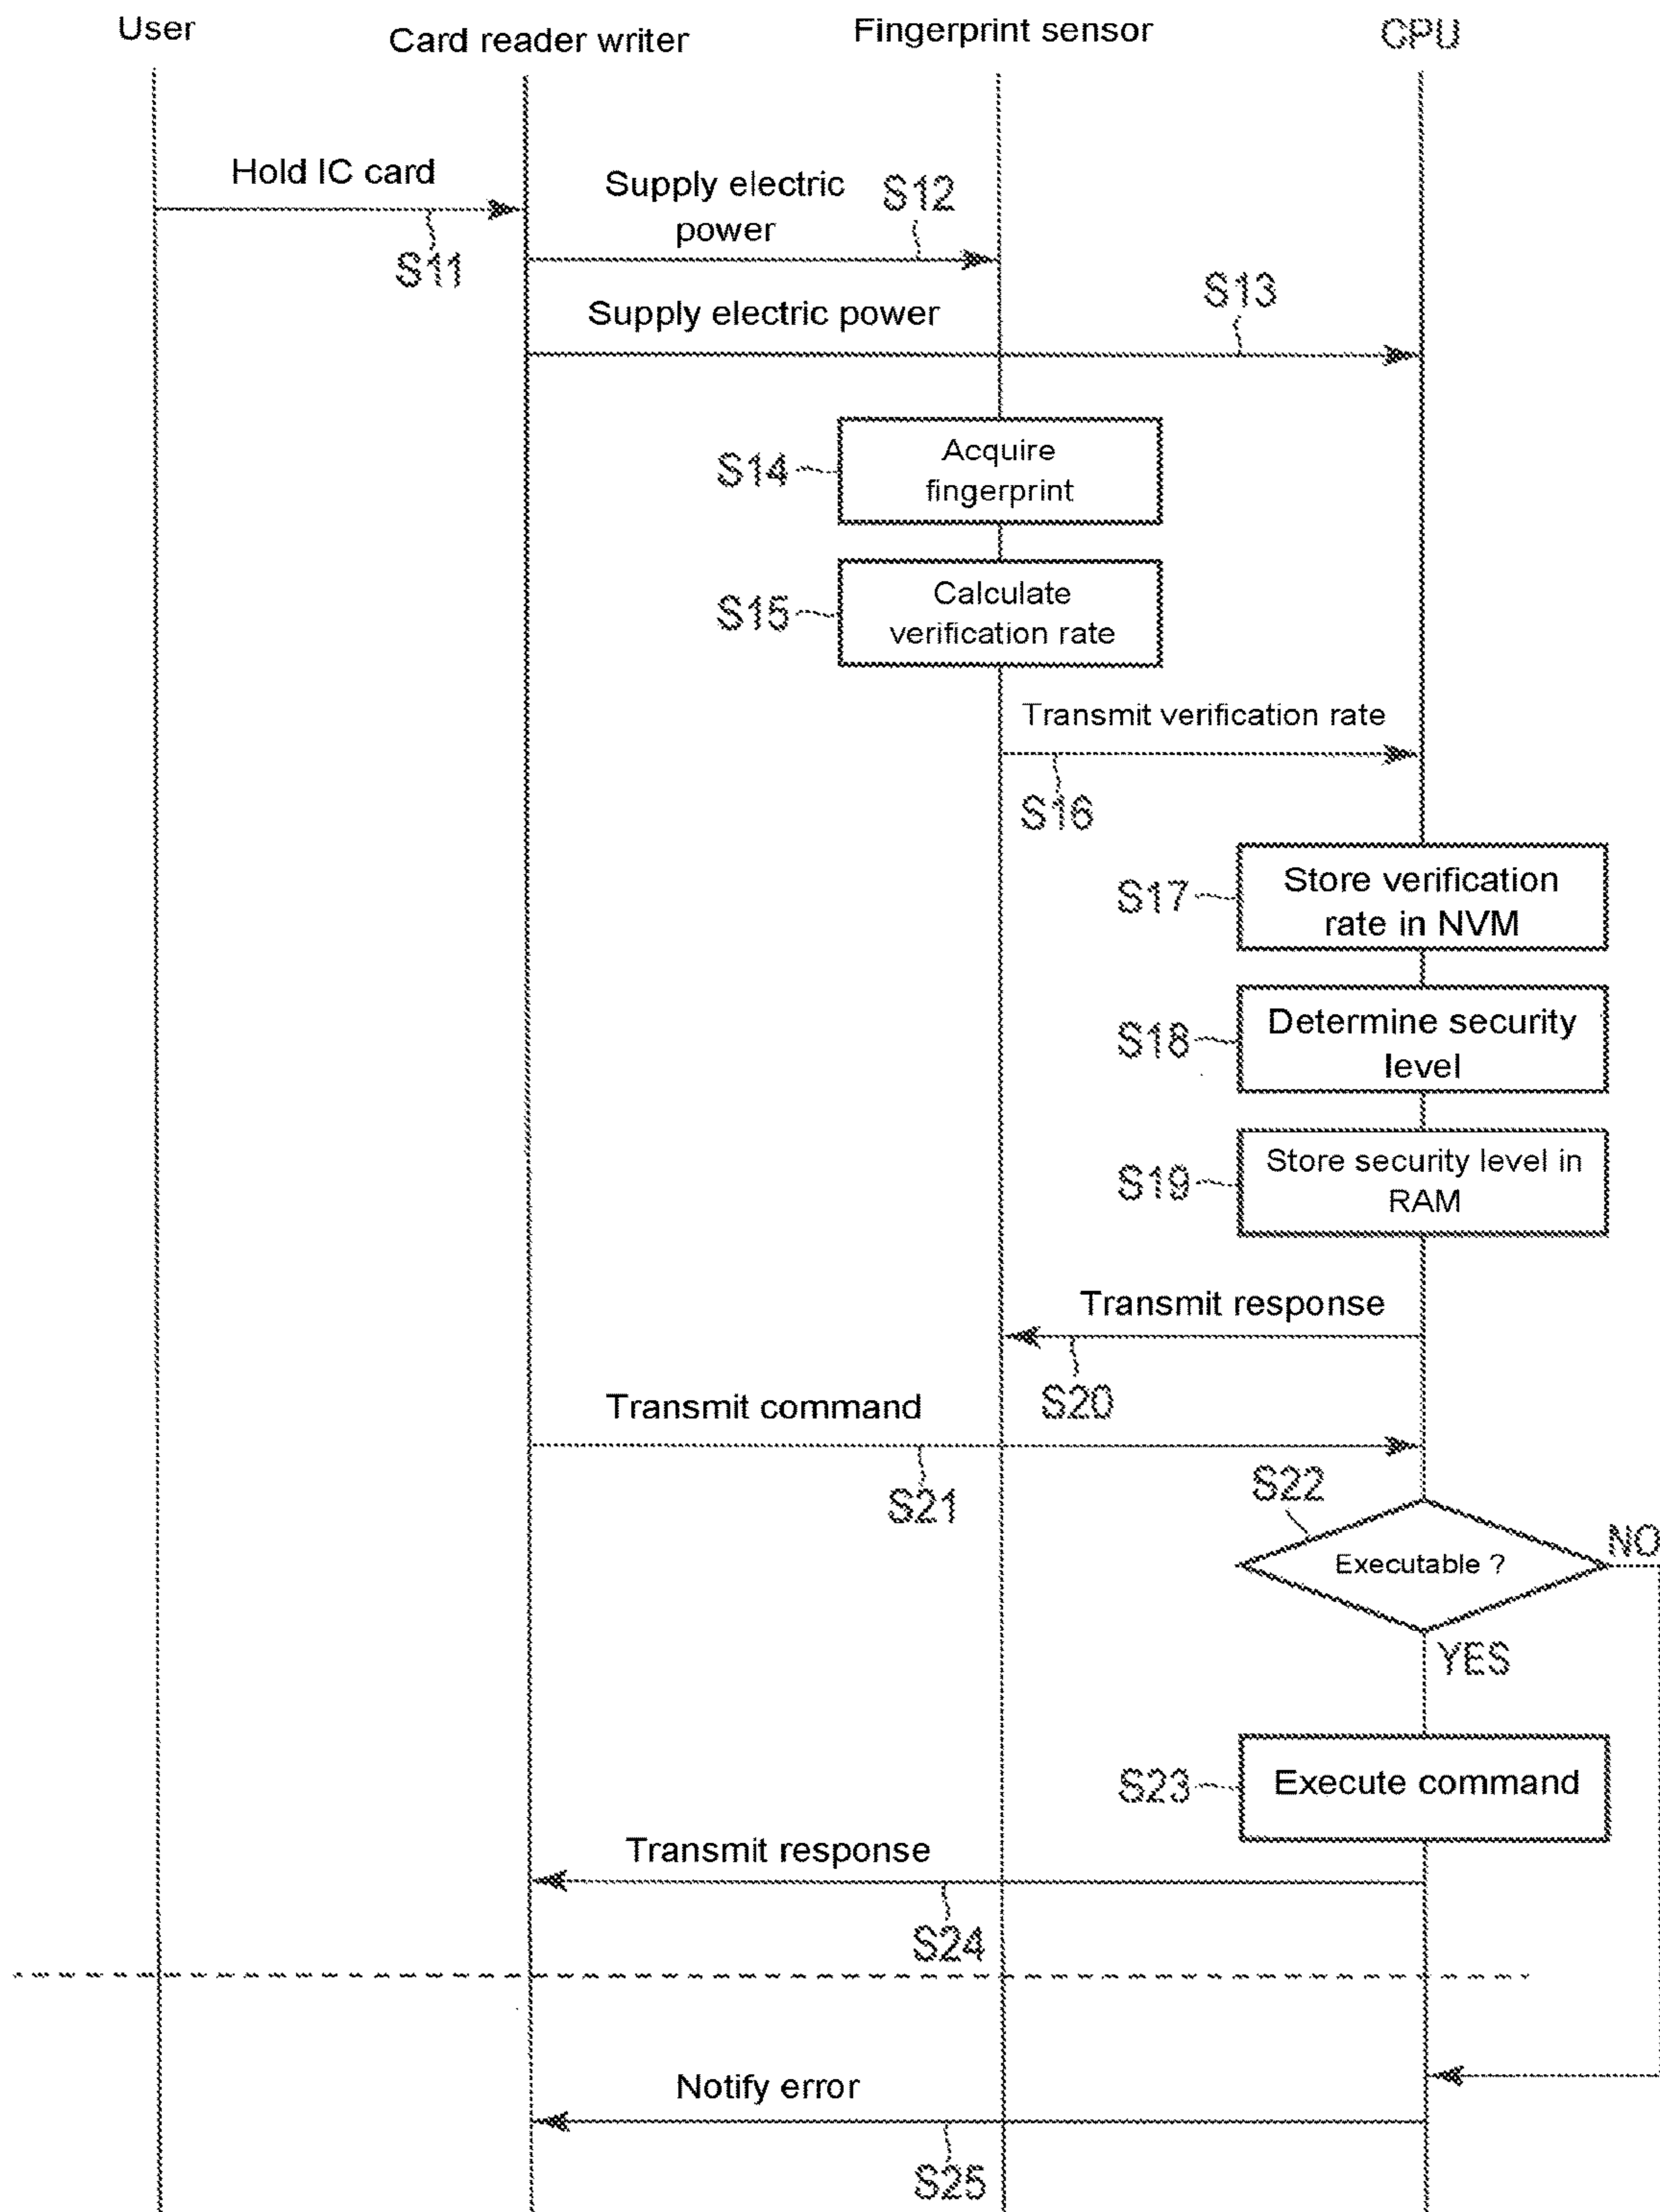 User
Card reader writer
Fingerprint sensor
CPU
Hold IC card
S11
Supply electric
power
S12
Supply electric power
S13
S14
Acquire
fingerprint
S15
Calculate
verification rate
Transmit verification rate
S16
S17
Store verification
rate in NVM
S18
Determine security
level
S19
Store security level in
RAM
Transmit response
S20
Transmit command
S21
S22
Executable ?
NO
YES
S23
Execute command
Transmit response
S24
Notify error
S25